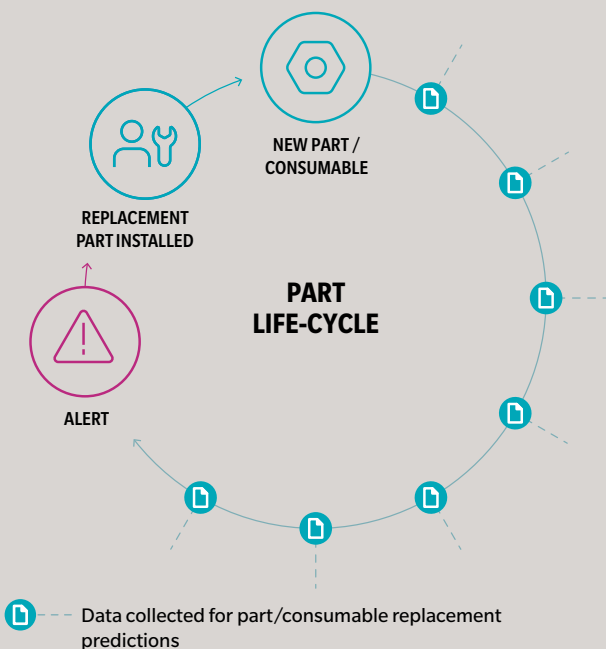 NEW PART /
CONSUMABLE
REPLACEMENT
PART INSTALLED
PART
LIFE-CYCLE
ALERT
Data collected for part/consumable replacement
predictions